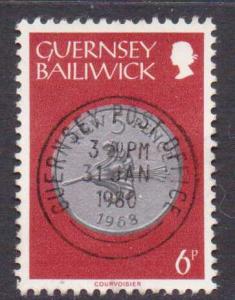 GUERNSEY
BAILIWICK
GUERNSEY POST OFFICE
5
3 30PM
31 JAN
1980
1968
6P
COURVOISIER